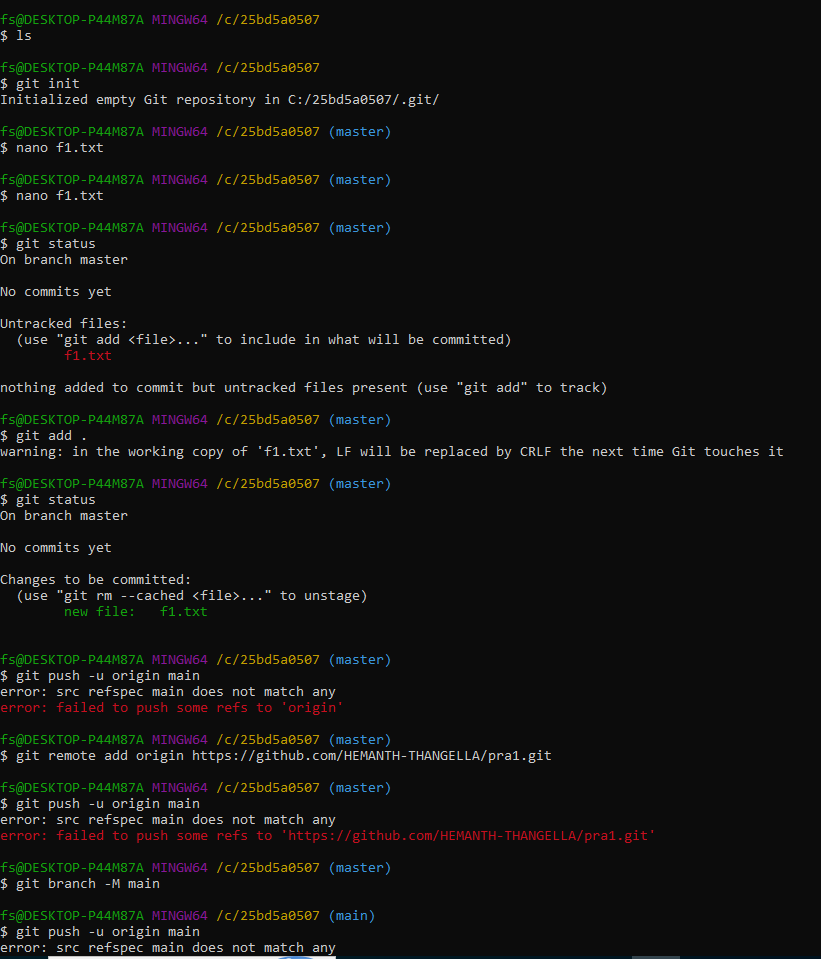 fs@DESKTOP-P44M87A MINGW64 /c/25bd5a0507
$ ls
fs@DESKTOP-P44M87A MINGW64 /c/25bd5a0507
$ git init
Initialized empty Git repository in C:/25bd5a0507/.git/
fs@DESKTOP-P44M87A MINGW64 /c/25bd5a0507 (master)
$ nano f1.txt
fs@DESKTOP-P44M87A MINGW64 /c/25bd5a0507 (master)
$ nano f1.txt
fs@DESKTOP-P44M87A MINGW64 /c/25bd5a0507 (master)
$ git status
On branch master
No commits yet
Untracked files:
  (use "git add <file>..." to include in what will be committed)
        f1.txt
nothing added to commit but untracked files present (use "git add" to track)
fs@DESKTOP-P44M87A MINGW64 /c/25bd5a0507 (master)
$ git add .
warning: in the working copy of 'f1.txt', LF will be replaced by CRLF the next time Git touches it
fs@DESKTOP-P44M87A MINGW64 /c/25bd5a0507 (master)
$ git status
On branch master
No commits yet
Changes to be committed:
  (use "git rm --cached <file>..." to unstage)
        new file:   f1.txt
fs@DESKTOP-P44M87A MINGW64 /c/25bd5a0507 (master)
$ git push -u origin main
error: src refspec main does not match any
error: failed to push some refs to 'origin'
fs@DESKTOP-P44M87A MINGW64 /c/25bd5a0507 (master)
$ git remote add origin https://github.com/HEMANTH-THANGELLA/pra1.git
fs@DESKTOP-P44M87A MINGW64 /c/25bd5a0507 (master)
$ git push -u origin main
error: src refspec main does not match any
error: failed to push some refs to 'https://github.com/HEMANTH-THANGELLA/pra1.git'
fs@DESKTOP-P44M87A MINGW64 /c/25bd5a0507 (master)
$ git branch -M main
fs@DESKTOP-P44M87A MINGW64 /c/25bd5a0507 (main)
$ git push -u origin main
error: src refspec main does not match any